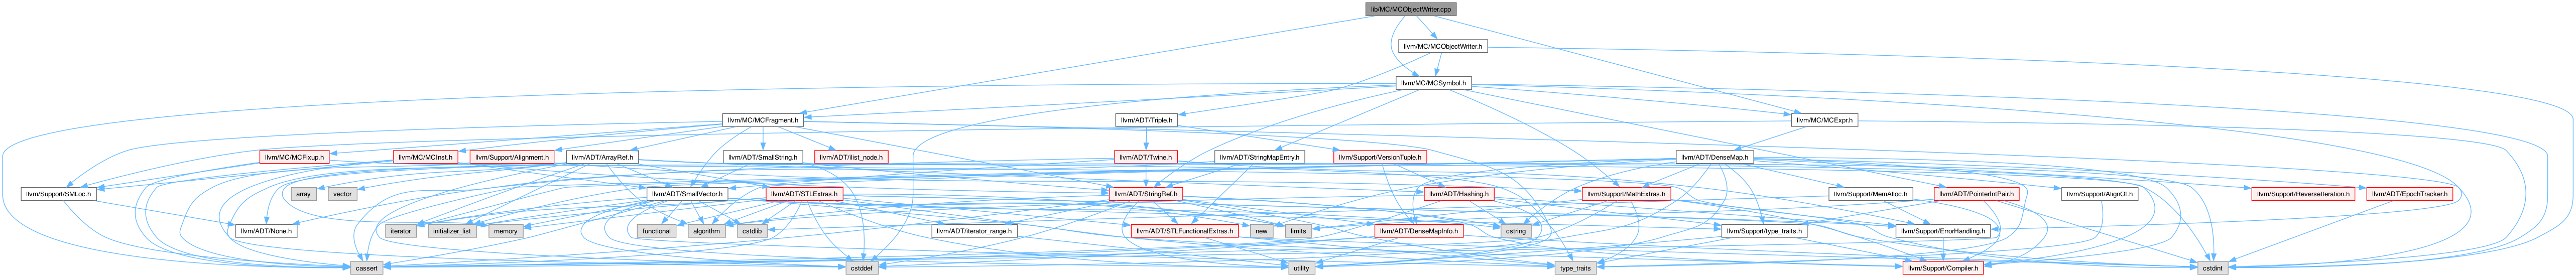 lib/MC/MCObjectWriter.cpp
llvm/MC/MCObjectWriter.h
llvm/MC/MCSymbol.h
llvm/MC/MCFragment.h
llvm/ADT/Triple.h
llvm/MC/MCExpr.h
llvm/MC/MCFixup.h
llvm/MC/MCInst.h
llvm/Support/Alignment.h
llvm/ADT/ArrayRef.h
llvm/ADT/SmallString.h
llvm/ADT/ilist_node.h
llvm/ADT/Twine.h
llvm/ADT/StringMapEntry.h
llvm/Support/VersionTuple.h
llvm/ADT/DenseMap.h
llvm/Support/SMLoc.h
array
vector
llvm/ADT/SmallVector.h
llvm/ADT/STLExtras.h
llvm/ADT/StringRef.h
llvm/ADT/Hashing.h
llvm/Support/MathExtras.h
llvm/Support/MemAlloc.h
llvm/ADT/PointerIntPair.h
llvm/Support/AlignOf.h
llvm/Support/ReverseIteration.h
llvm/ADT/EpochTracker.h
llvm/ADT/None.h
iterator
initializer_list
memory
functional
algorithm
cstdlib
llvm/ADT/iterator_range.h
llvm/ADT/STLFunctionalExtras.h
new
limits
llvm/ADT/DenseMapInfo.h
cstring
llvm/Support/type_traits.h
llvm/Support/ErrorHandling.h
cassert
cstddef
utility
type_traits
llvm/Support/Compiler.h
cstdint